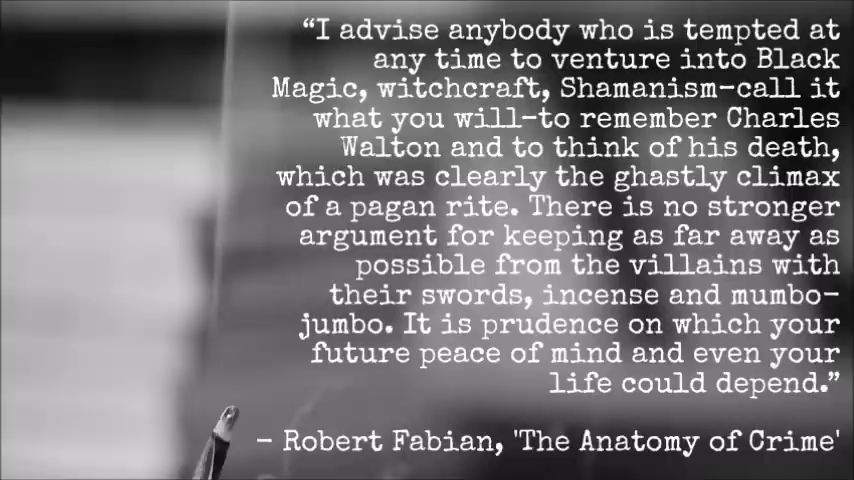 “I advise anybody who is tempted at
any time to venture into Black
Magic, witchcraft, Shamanism-call it
what you will-to remember Charles
Walton and to think of his death,
which was clearly the ghastly climax
of a pagan rite. There is no stronger
argument for keeping as far away as
possible from the villains with
their swords, incense and mumbo-
jumbo. It is prudence on which your
future peace of mind and even your
life could depend.”
- Robert Fabian, 'The Anatomy of Crime'